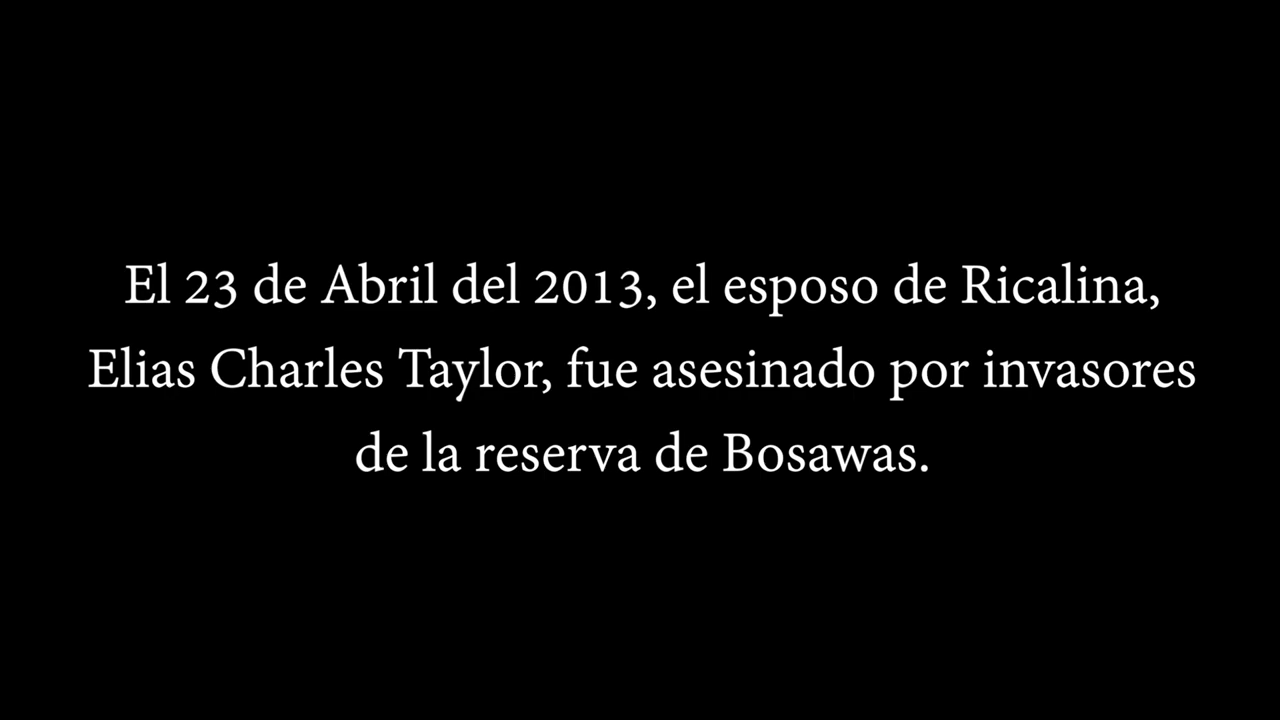 El 23 de Abril del 2013, el esposo de Ricalina,
Elias Charles Taylor, fue asesinado por invasores
de la reserva de Bosawas.